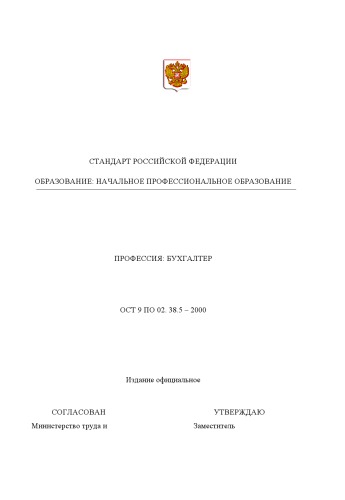 СТАНДАРТ РОССИЙСКОЙ ФЕДЕРАЦИИ
ОБРАЗОВАНИЕ: НАЧАЛЬНОЕ ПРОФЕССИОНАЛЬНОЕ ОБРАЗОВАНИЕ
ПРОФЕССИЯ: БУХГАЛТЕР
ОСТ 9 ПО 02. 38.5 – 2000
Издание официальное
СОГЛАСОВАН УТВЕРЖДАЮ
Министерство труда и Заместитель